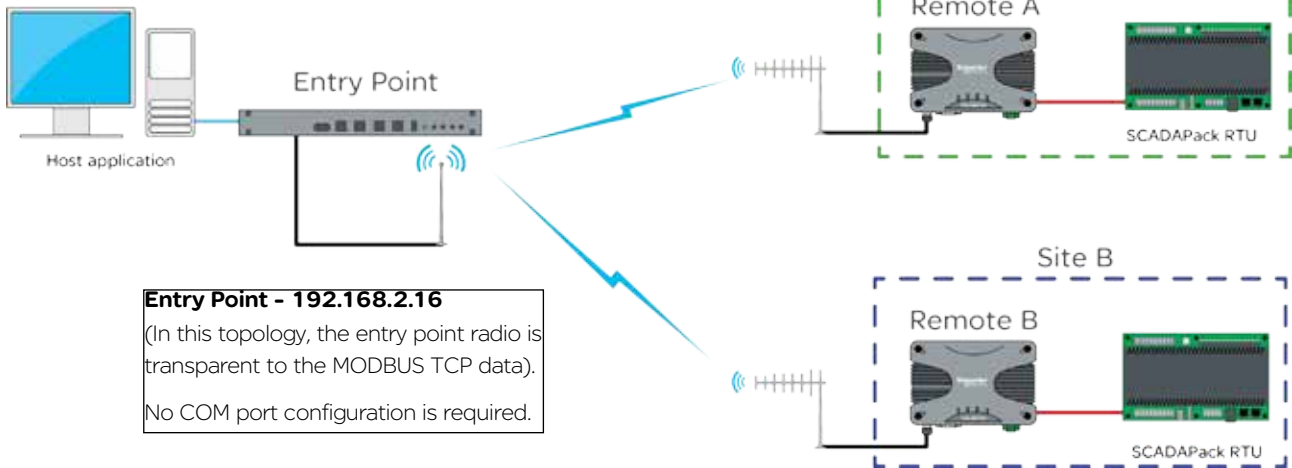 Remote A
Entry Point
SCADAPack RTU
Host application
Site B
Entry Point - 192.168.2.16
(In this topology, the entry point radio is
transparent to the MODBUS TCP data).
No COM port configuration is required.
Remote B
SCADAPack RTU